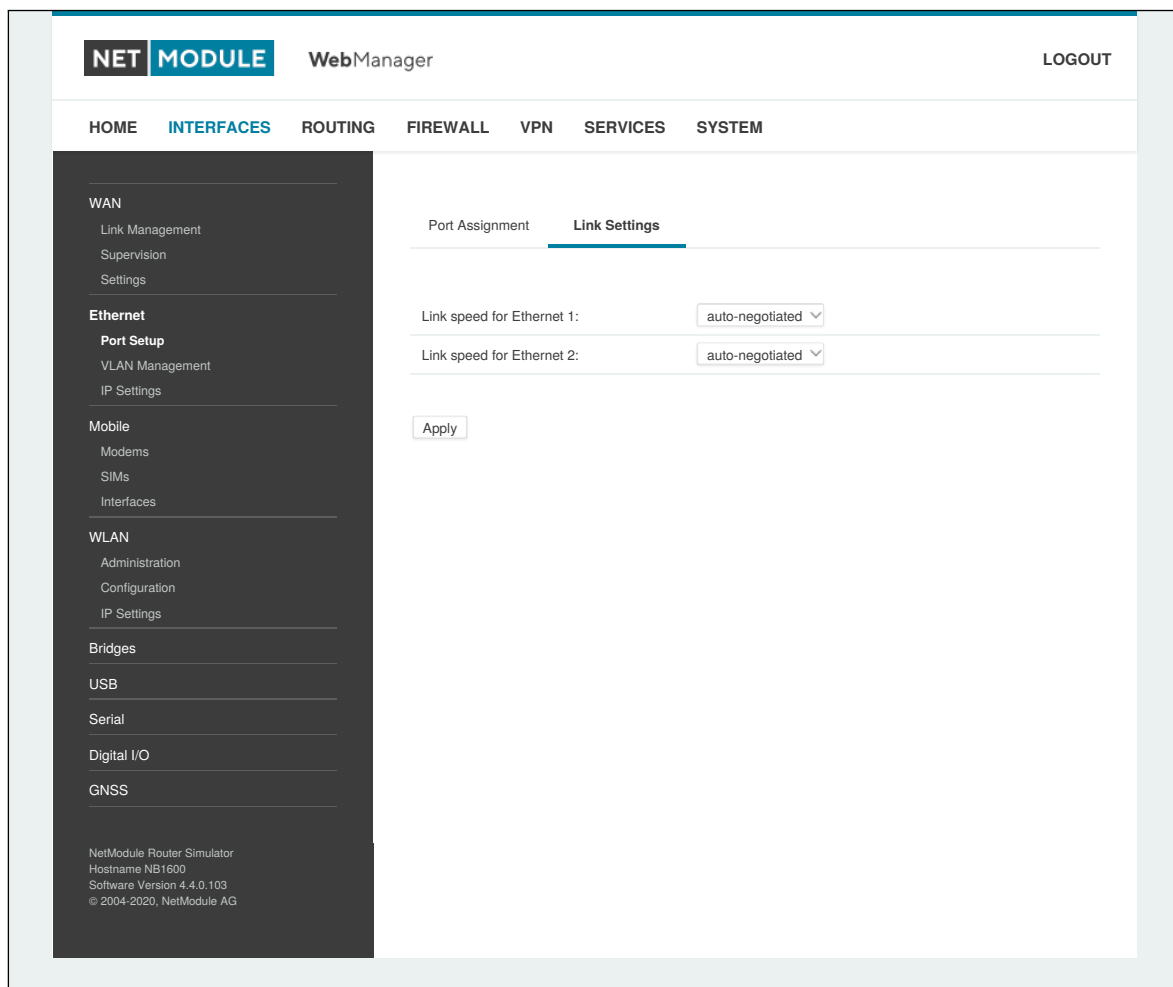 NET MODULE WebManager LOGOUT
HOME INTERFACES ROUTING FIREWALL VPN SERVICES SYSTEM
WAN
Link Management
Supervision
Settings
Ethernet
Port Setup
VLAN Management
IP Settings
Mobile
Modems
SIMs
Interfaces
WLAN
Administration
Configuration
IP Settings
Bridges
USB
Serial
Digital I/O
GNSS
NetModule Router Simulator
Hostname NB1600
Software Version 4.4.0.103
© 2004-2020, NetModule AG
Port Assignment Link Settings
Link speed for Ethernet 1: auto-negotiated
Link speed for Ethernet 2: auto-negotiated
Apply